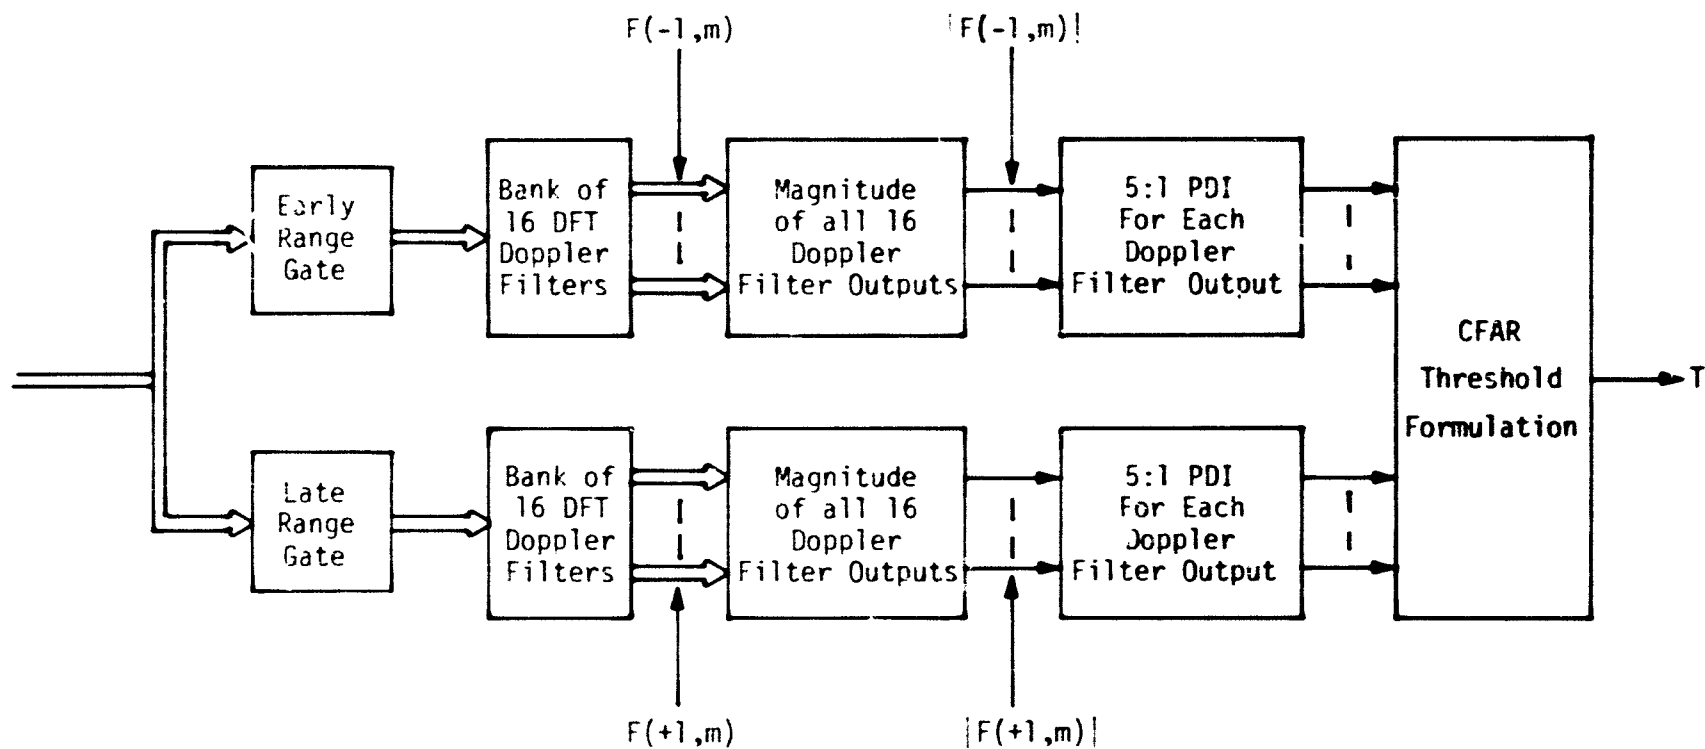 F(-1,m)
|F(-1,m)|
Early
Range
Gate
Bank of
16 DFT
Doppler
Filters
Magnitude
of all 16
Doppler
Filter Outputs
5:1 PDI
For Each
Doppler
Filter Output
CFAR
Threshold
Formulation
T
Late
Range
Gate
Bank of
16 DFT
Doppler
Filters
Magnitude
of all 16
Doppler
Filter Outputs
5:1 PDI
For Each
Doppler
Filter Output
F(+1,m)
|F(+1,m)|